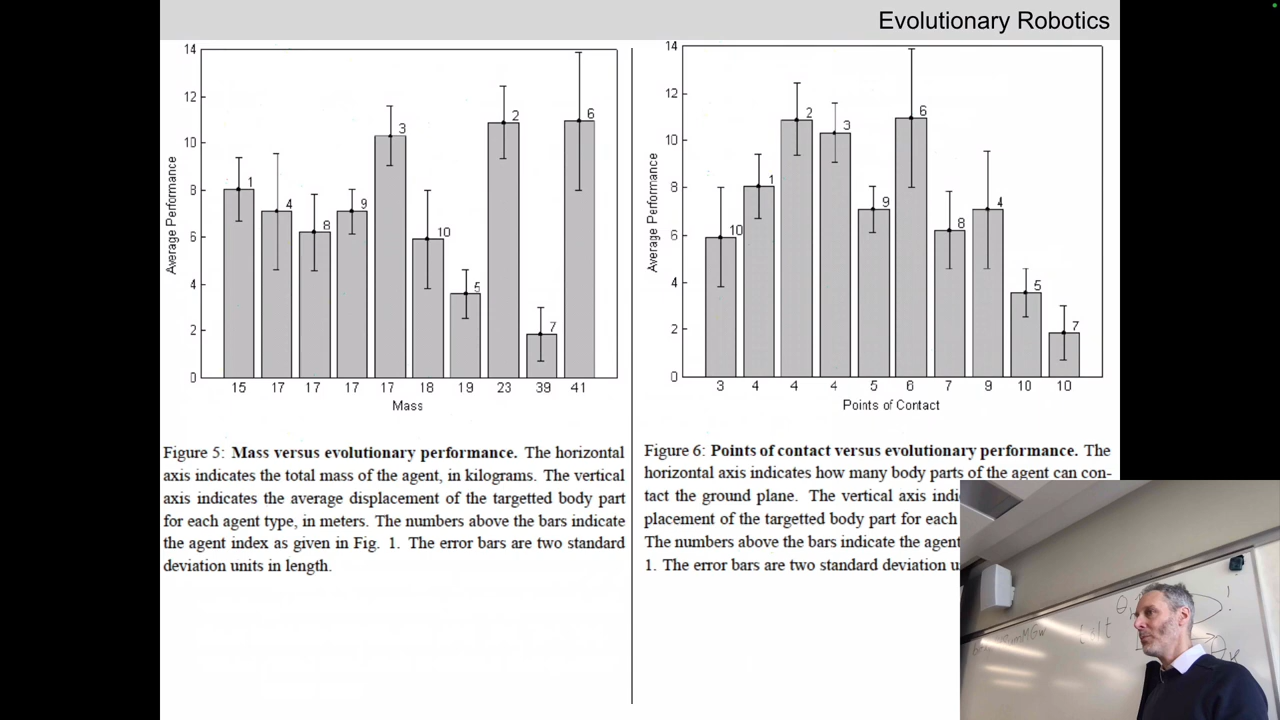 Evolutionary Robotics
14
12
10
8
6
4
2
0
Average Performance
1
4
8
9
3
10
5
2
7
6
15 17 17 17 17 18 19 23 39 41
Mass
Figure 5: Mass versus evolutionary performance. The horizontal
axis indicates the total mass of the agent, in kilograms. The vertical
axis indicates the average displacement of the targetted body part
for each agent type, in meters. The numbers above the bars indicate
the agent index as given in Fig. 1. The error bars are two standard
deviation units in length.
14
12
10
8
6
4
2
0
Average Performance
10
1
2
3
9
6
8
4
5
7
3 4 4 4 5 6 7 9 10 10
Points of Contact
Figure 6: Points of contact versus evolutionary performance. The
horizontal axis indicates how many body parts of the agent can con-
tact the ground plane. The vertical axis indi
placement of the targetted body part for each
The numbers above the bars indicate the agent
1. The error bars are two standard deviation u